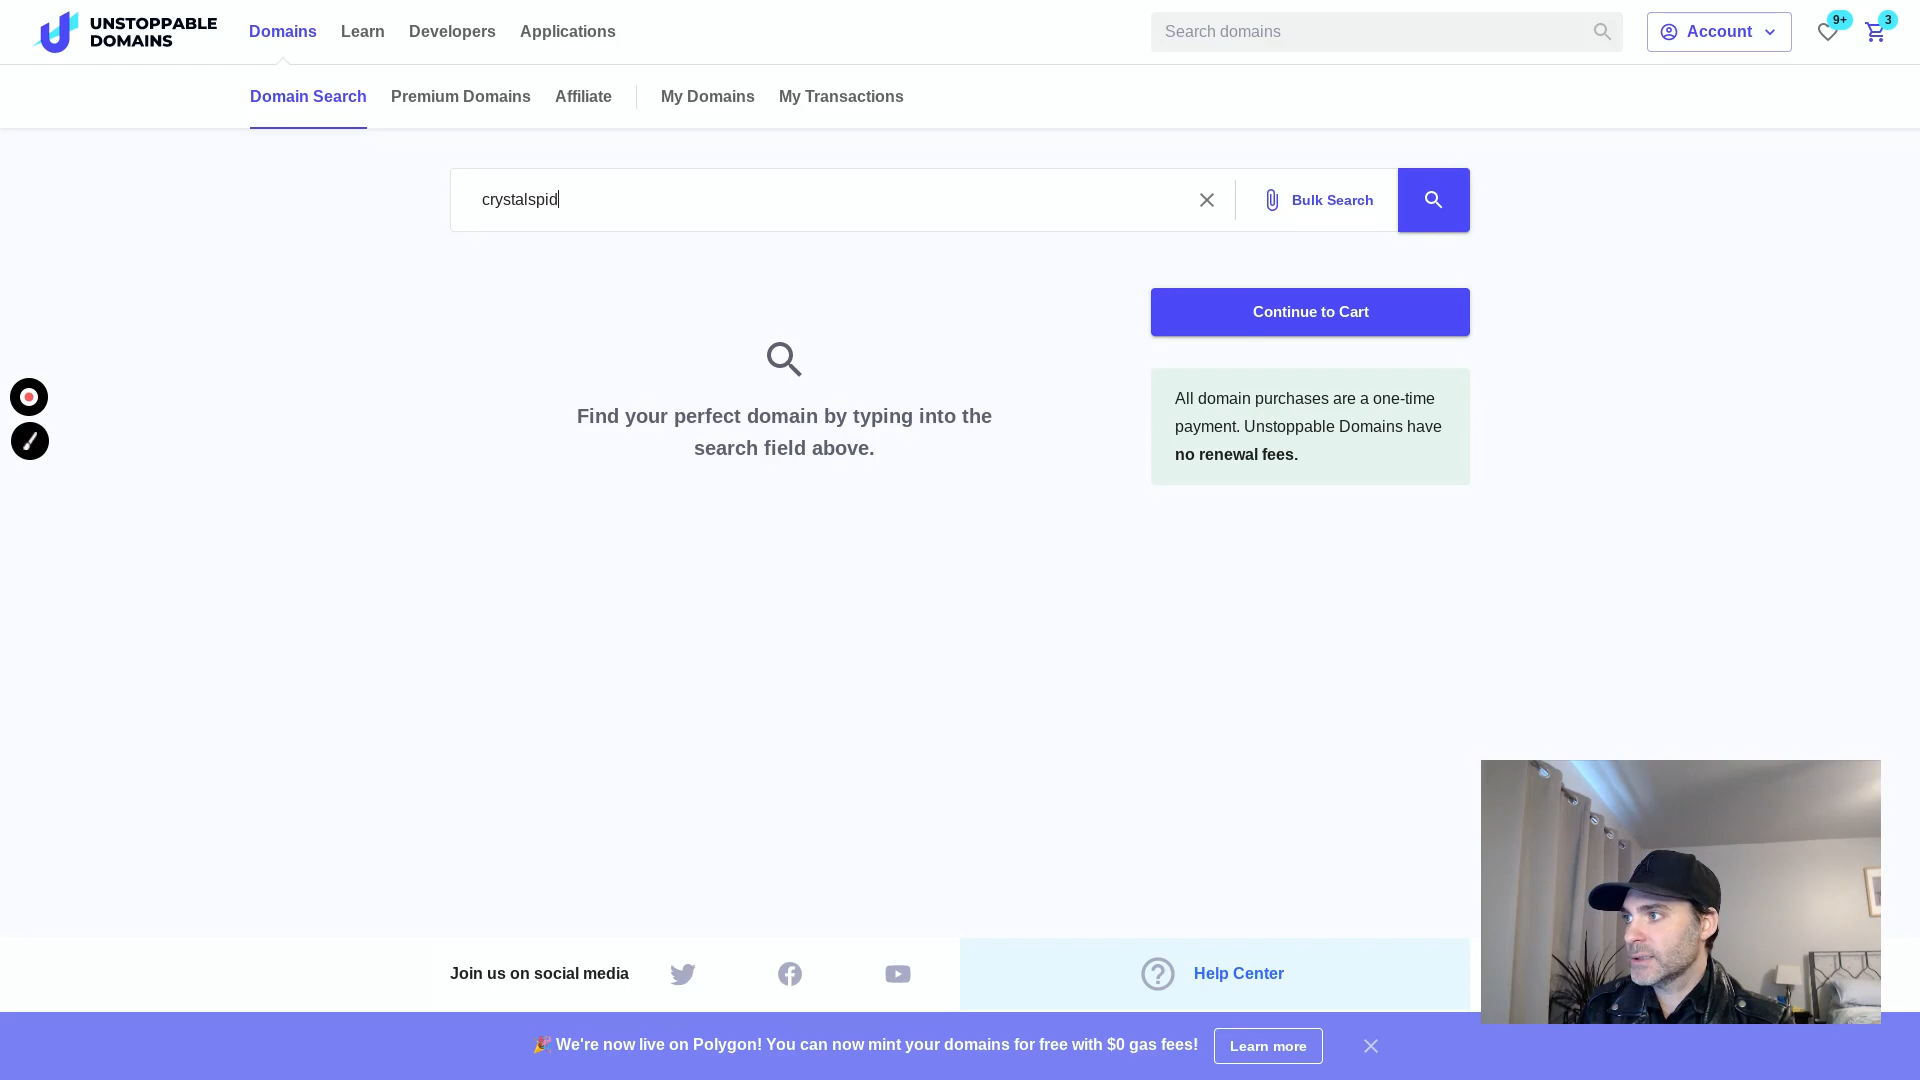 UNSTOPPABLE
DOMAINS
Domains Learn Developers Applications
Search domains
Account
9+
3
Domain Search Premium Domains Affiliate My Domains My Transactions
crystalspid
Bulk Search
Continue to Cart
Find your perfect domain by typing into the
search field above.
All domain purchases are a one-time
payment. Unstoppable Domains have
no renewal fees.
Join us on social media
Help Center
🎉 We're now live on Polygon! You can now mint your domains for free with $0 gas fees! Learn more